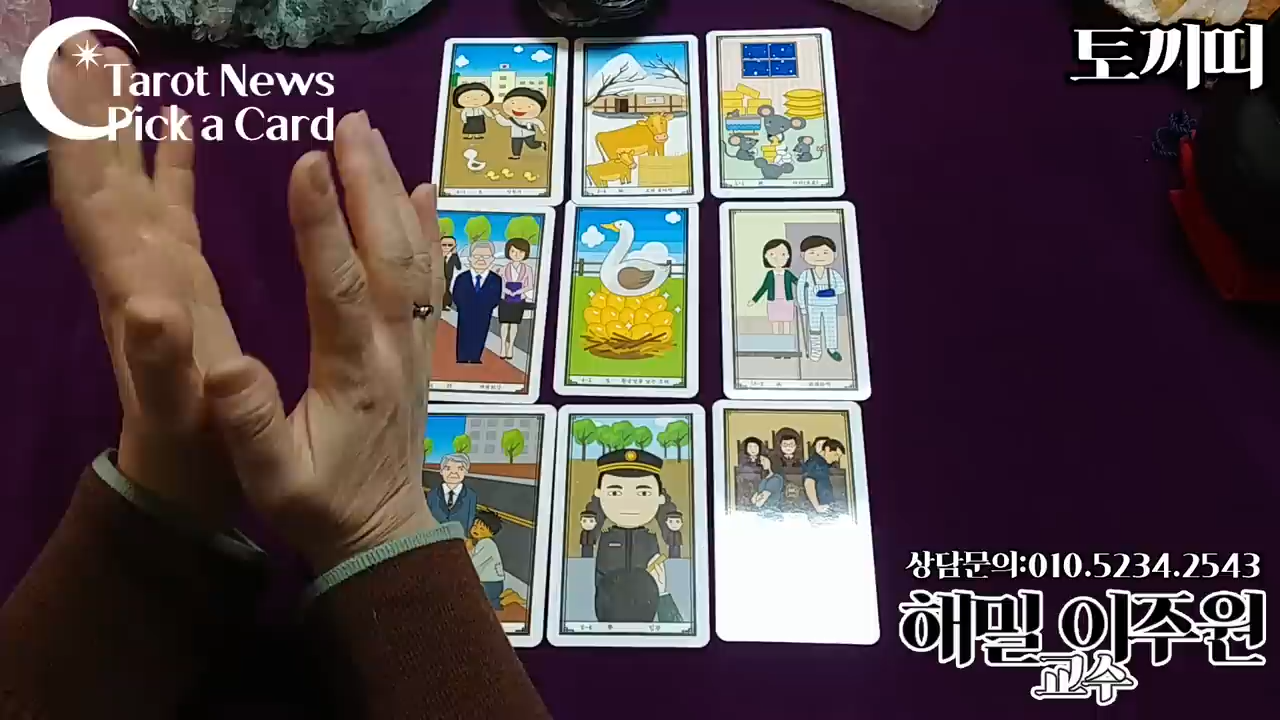 Tarot News
Pick a Card
토끼띠
상담문의:010.5234.2543
해밀 이주원
교수